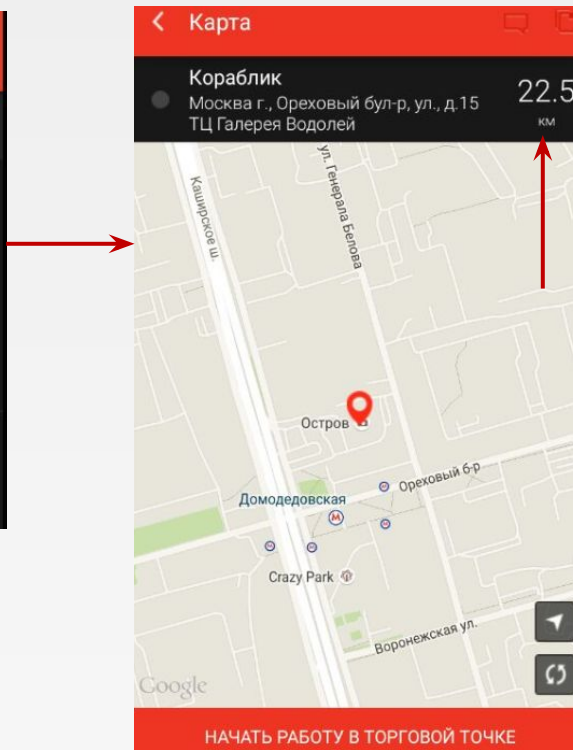 Карта
Кораблик
22.5
Москва г., Ореховый бул-р, ул., д.15
км
ТЦ Галерея Водолей
ул. Генерала Белова
Каширское ш.
Остров
Ореховый б-р
Домодедовская
М
Crazy Park
Воронежская ул.
Google
НАЧАТЬ РАБОТУ В ТОРГОВОЙ ТОЧКЕ